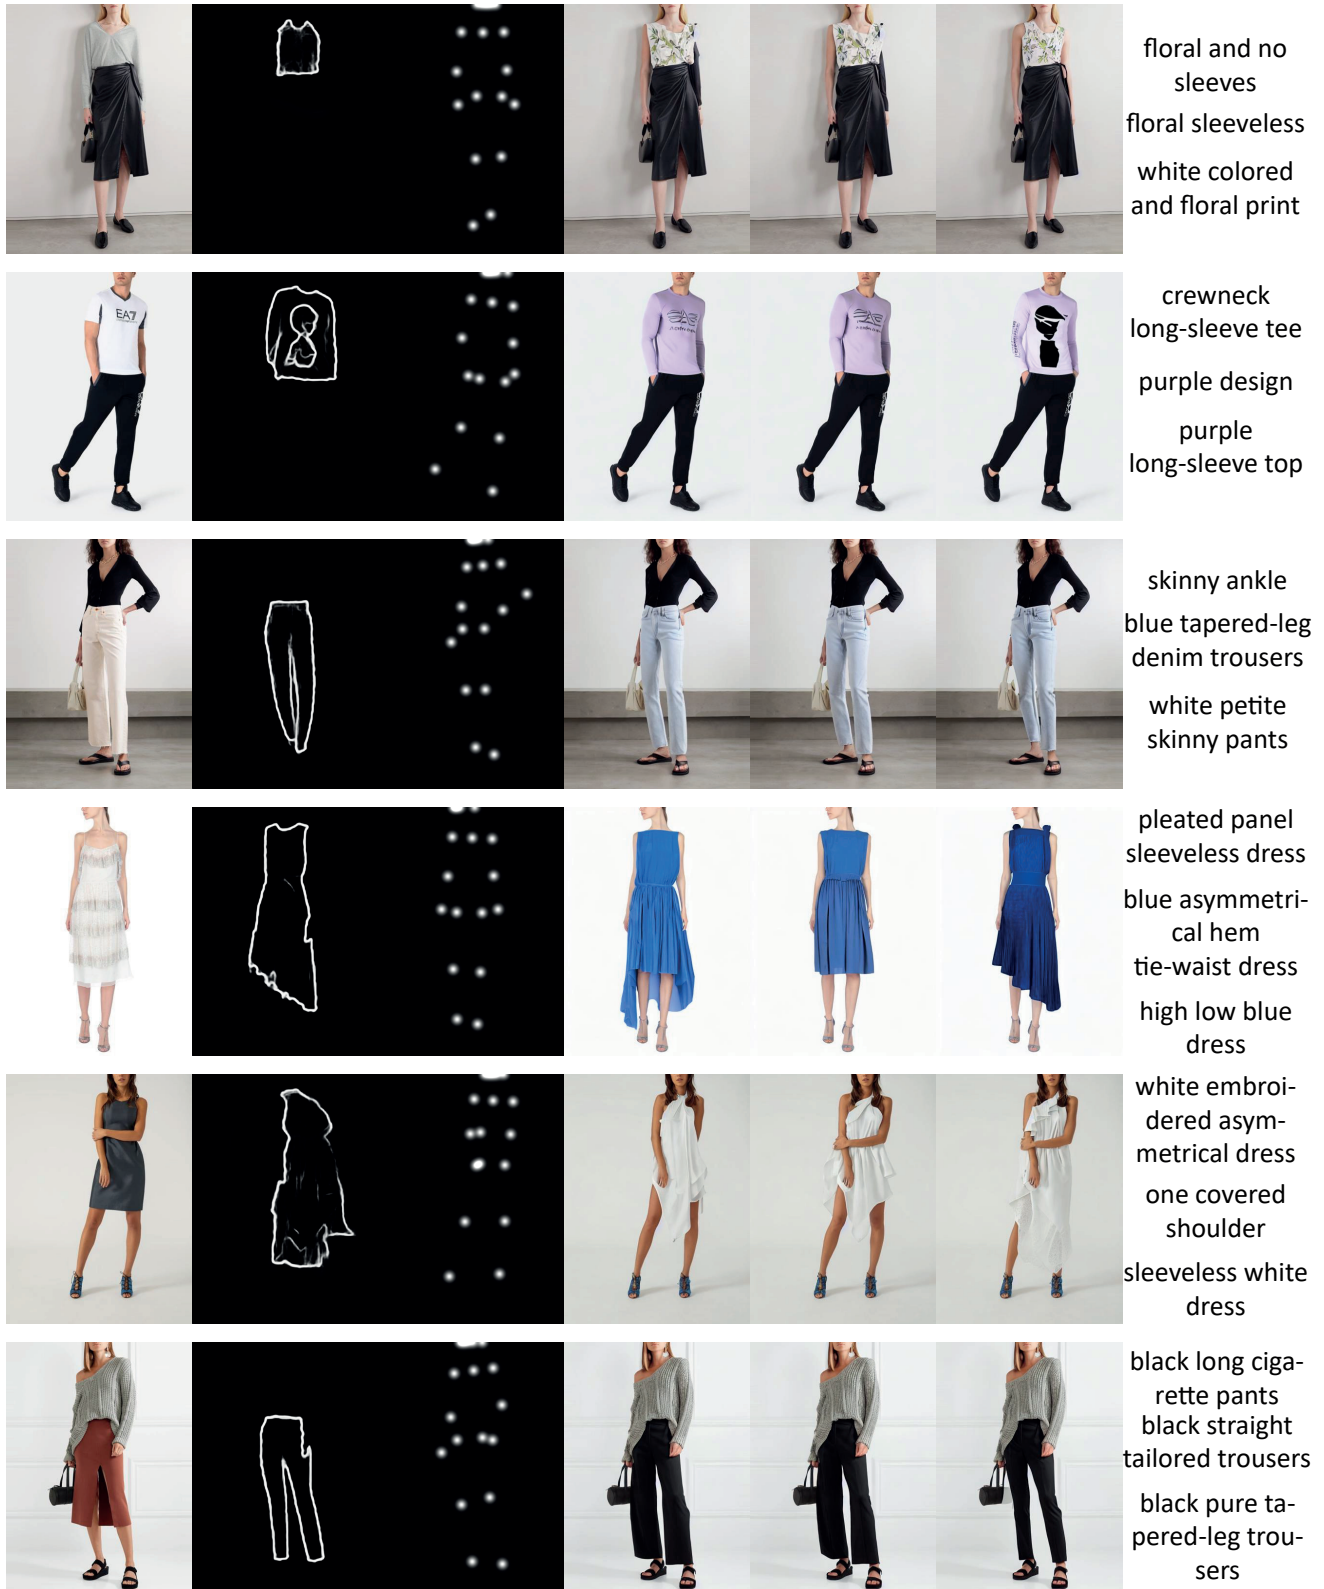 floral and no
sleeves
floral sleeveless
white colored
and floral print
EA7
crewneck
long-sleeve tee
purple design
purple
long-sleeve top
skinny ankle
blue tapered-leg
denim trousers
white petite
skinny pants
pleated panel
sleeveless dress
blue asymmetri-
cal hem
tie-waist dress
high low blue
dress
white embroi-
dered asym-
metrical dress
one covered
shoulder
sleeveless white
dress
black long ciga-
rette pants
black straight
tailored trousers
black pure ta-
pered-leg trou-
sers